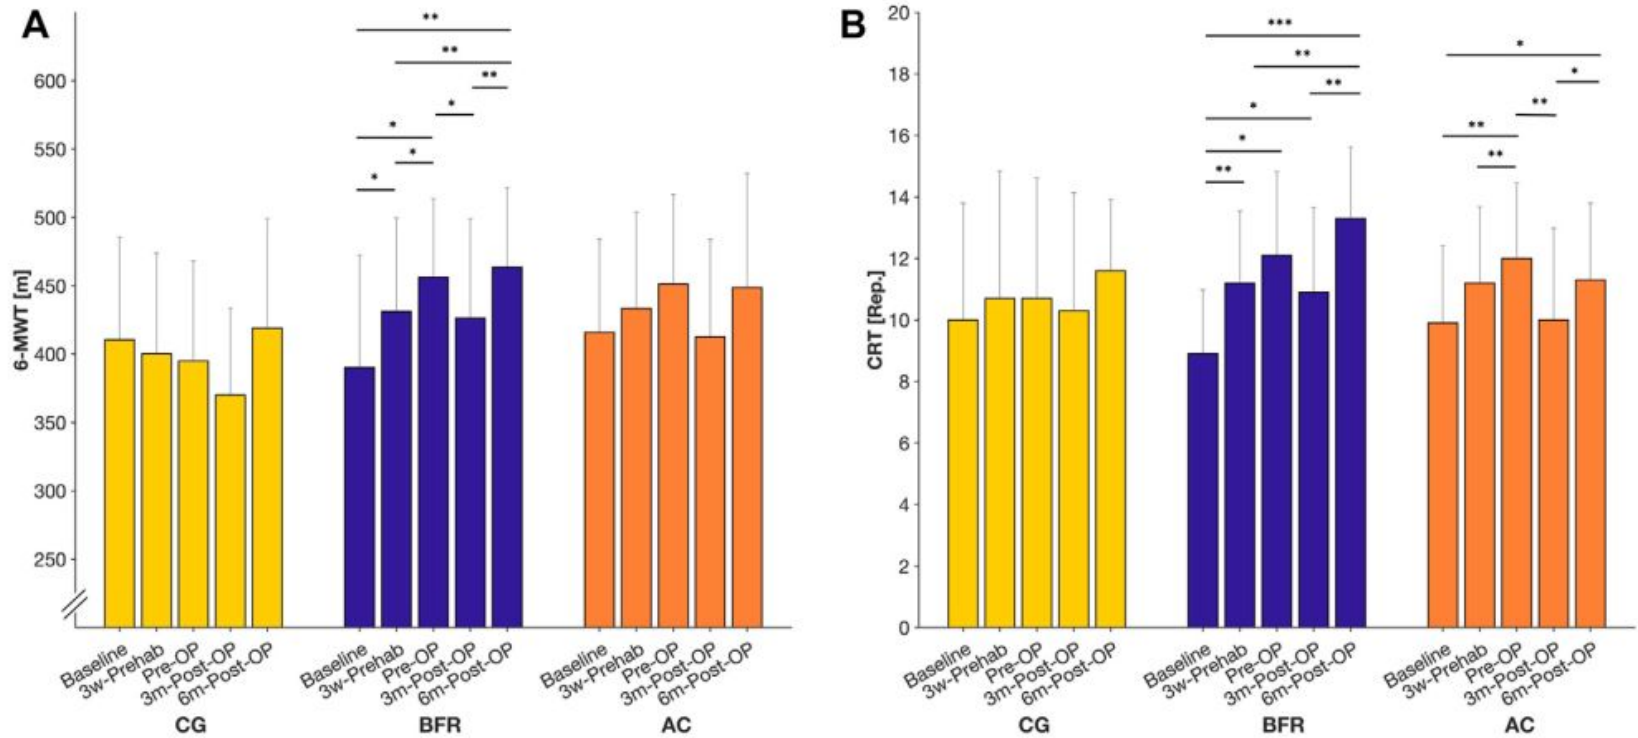 A
6-MWT [m]
600
550
500
450
400
350
300
250
**
**
**
*
*
*
*
Baseline
3w-Prehab
Pre-OP
3m-Post-OP
6m-Post-OP
CG
Baseline
3w-Prehab
Pre-OP
3m-Post-OP
6m-Post-OP
BFR
Baseline
3w-Prehab
Pre-OP
3m-Post-OP
6m-Post-OP
AC
B
CRT [Rep.]
20
18
16
14
12
10
8
6
4
2
0
***
**
**
*
*
**
*
*
**
**
**
Baseline
3w-Prehab
Pre-OP
3m-Post-OP
6m-Post-OP
CG
Baseline
3w-Prehab
Pre-OP
3m-Post-OP
6m-Post-OP
BFR
Baseline
3w-Prehab
Pre-OP
3m-Post-OP
6m-Post-OP
AC